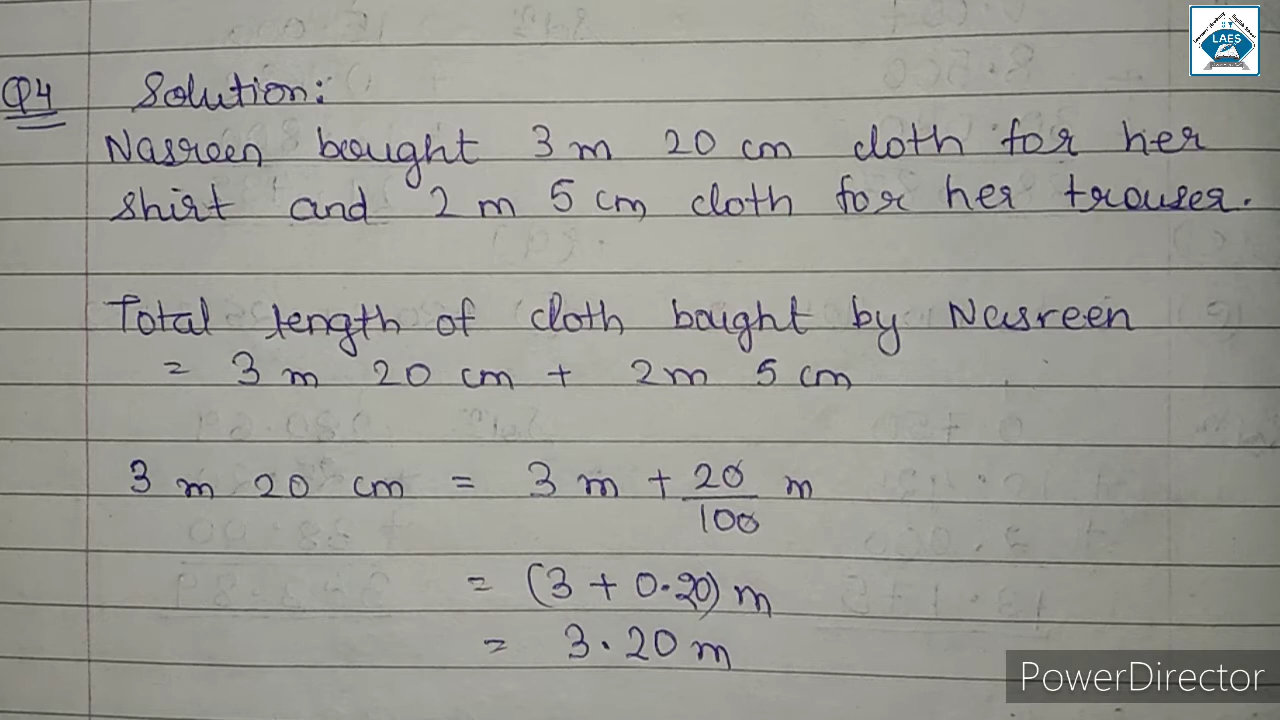 LAES
Q4 Solution:
Nasreen bought 3 m 20 cm cloth for her
shirt and 2 m 5 cm cloth for her trouser.
Total length of cloth bought by Nasreen
= 3 m 20 cm + 2m 5 cm
3 m 20 cm = 3 m + 20/100 m
= (3 + 0.20) m
= 3.20 m
PowerDirector